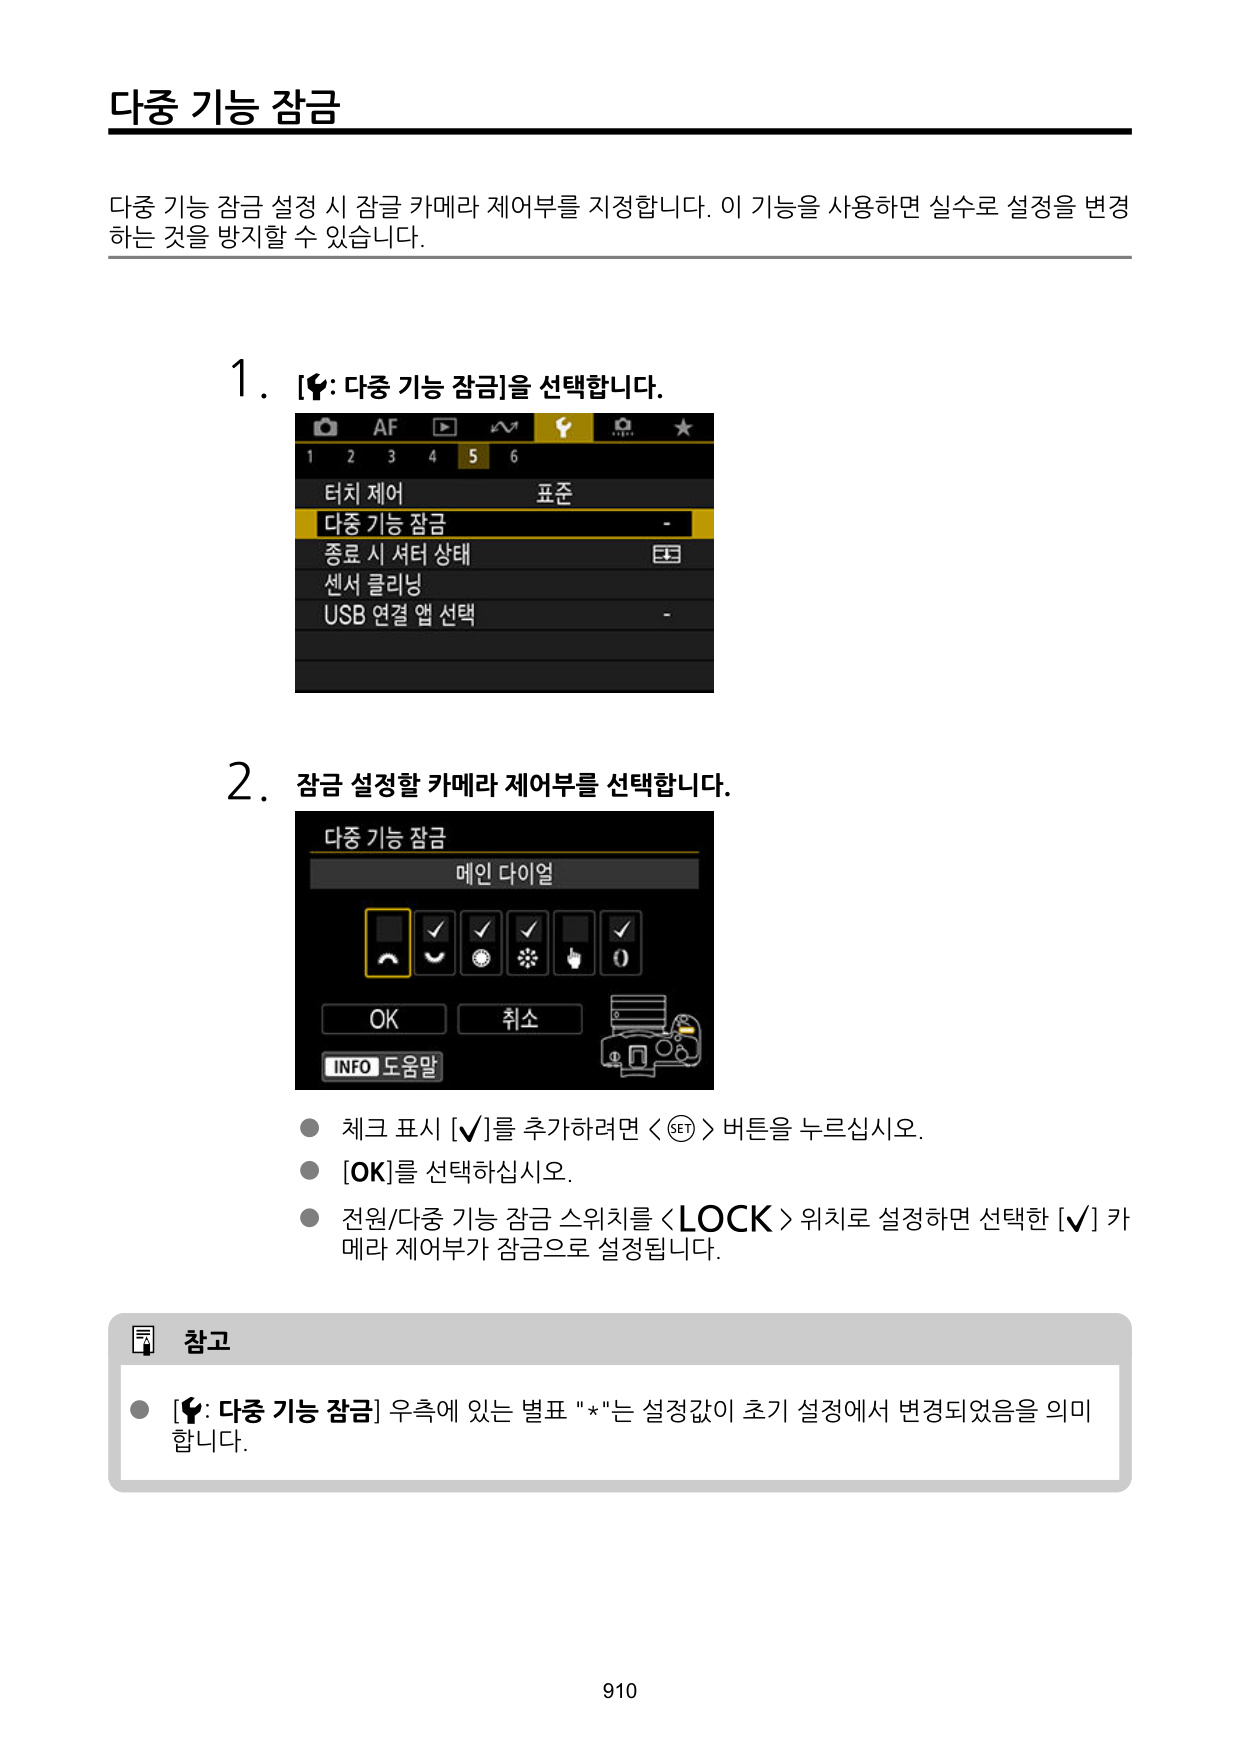 다중 기능 잠금
다중 기능 잠금 설정 시 잠글 카메라 제어부를 지정합니다. 이 기능을 사용하면 실수로 설정을 변경
하는 것을 방지할 수 있습니다.
1. [: 다중 기능 잠금]을 선택합니다.
AF
1 2 3 4 5 6
터치 제어 표준
다중 기능 잠금 -
종료 시 셔터 상태
센서 클리닝
USB 연결 앱 선택 -
2. 잠금 설정할 카메라 제어부를 선택합니다.
다중 기능 잠금
메인 다이얼
OK 취소
INFO 도움말
● 체크 표시 [✓]를 추가하려면 < SET > 버튼을 누르십시오.
● [OK]를 선택하십시오.
● 전원/다중 기능 잠금 스위치를 <LOCK > 위치로 설정하면 선택한 [✓] 카
메라 제어부가 잠금으로 설정됩니다.
참고
● [: 다중 기능 잠금] 우측에 있는 별표 "*"는 설정값이 초기 설정에서 변경되었음을 의미
합니다.
910